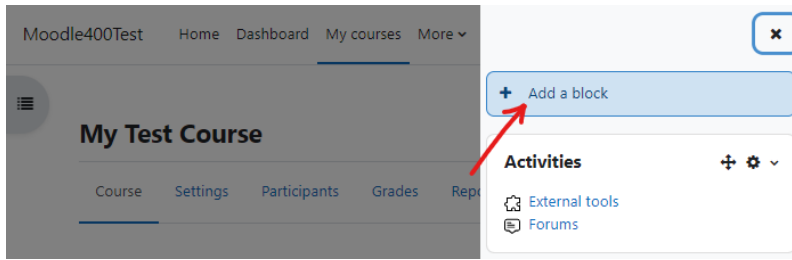 Moodle400Test Home Dashboard My courses More
+ Add a block
My Test Course
Activities
Course Settings Participants Grades
External tools
Forums